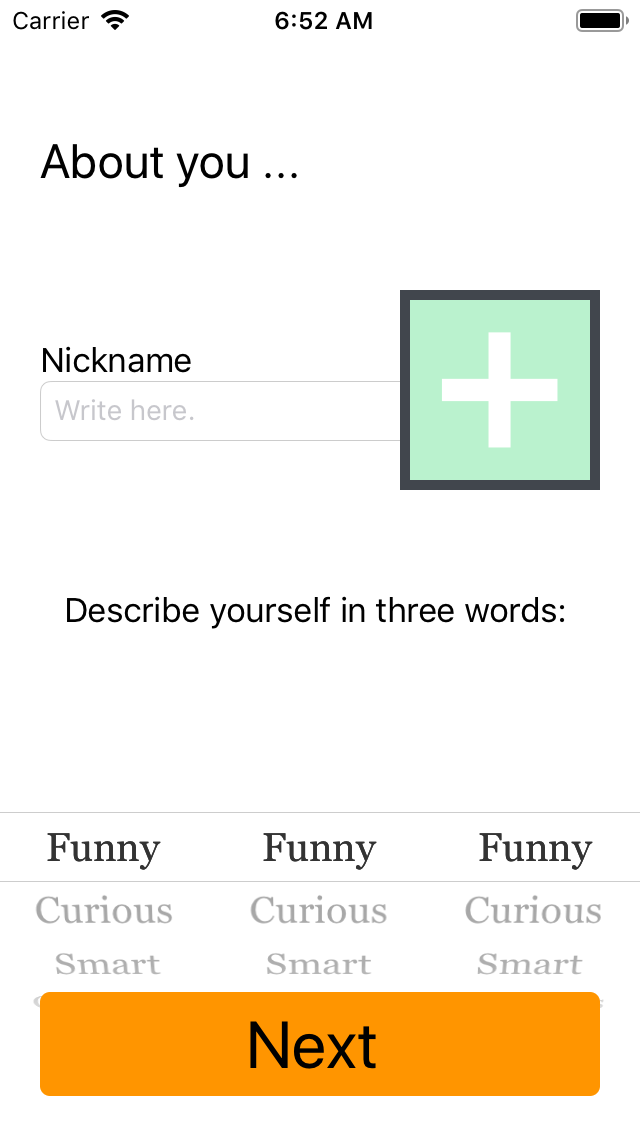 Carrier 6:52 AM
About you ...
Nickname
Write here.
Describe yourself in three words:
Funny Funny Funny
Curious Curious Curious
Smart Smart Smart
Next